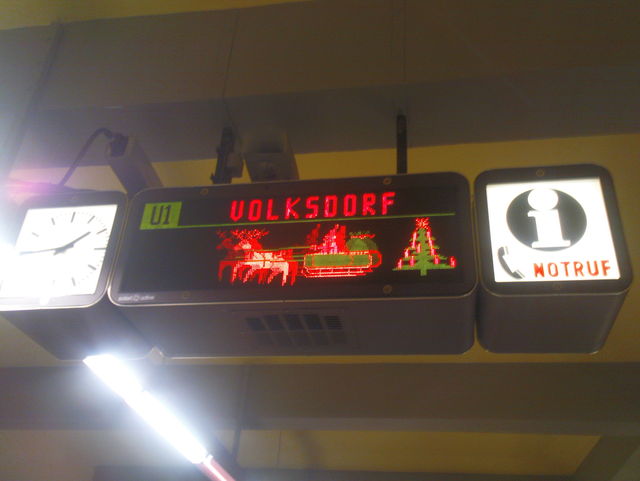 U1
VOLKSDORF
i
NOTRUF